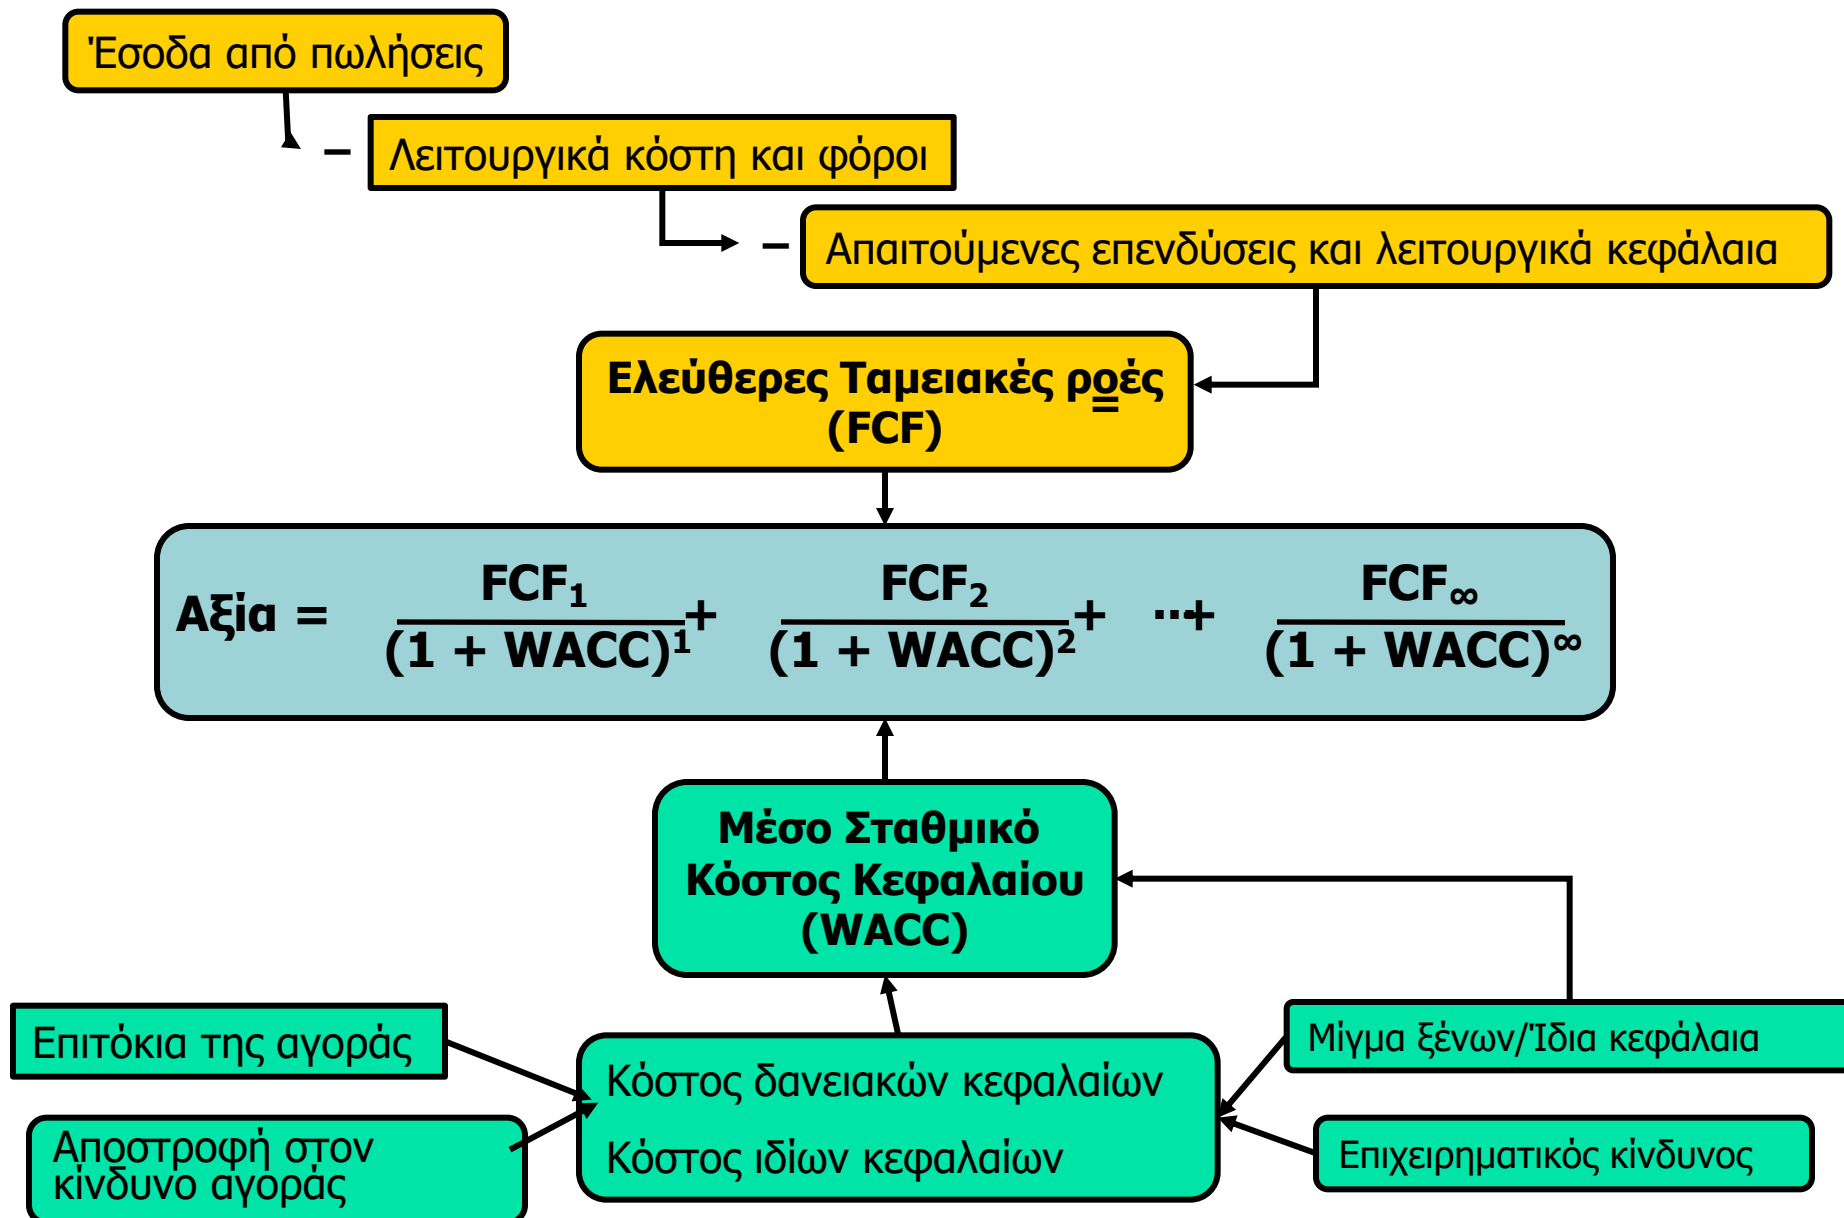 Έσοδα από πωλήσεις
– Λειτουργικά κόστη και φόροι
– Απαιτούμενες επενδύσεις και λειτουργικά κεφάλαια
Ελεύθερες Ταμειακές ροές
=
(FCF)
Αξία = FCF₁ / (1 + WACC)¹ + FCF₂ / (1 + WACC)² + ··· + FCF∞ / (1 + WACC)^∞
Μέσο Σταθμικό
Κόστος Κεφαλαίου
(WACC)
Επιτόκια της αγοράς
Αποστροφή στον
κίνδυνο αγοράς
Κόστος δανειακών κεφαλαίων
Κόστος ιδίων κεφαλαίων
Μίγμα ξένων/Ίδια κεφάλαια
Επιχειρηματικός κίνδυνος